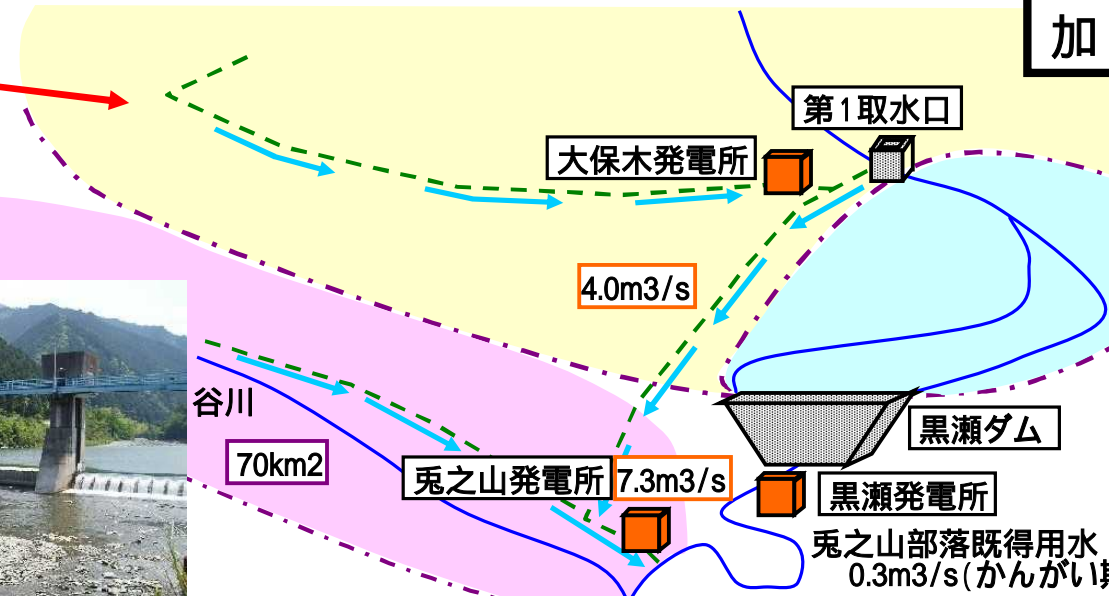 加
第1取水口
大保木発電所
4.0m3/s
谷川
70km2
黒瀬ダム
兎之山発電所
7.3m3/s
黒瀬発電所
兎之山部落既得用水
0.3m3/s(かんがい期